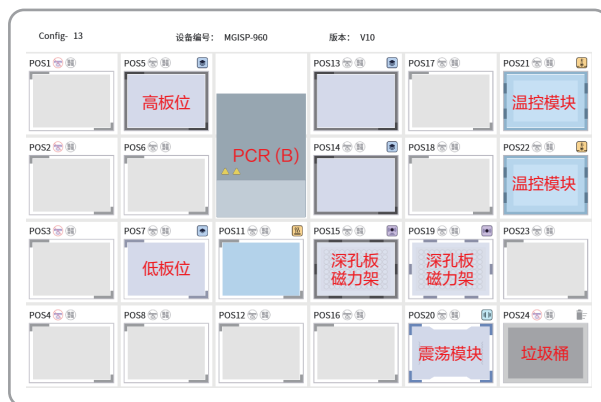 Config- 13 设备编号： MGISP-960 版本： V10
POS1 POS5 POS13 POS17 POS21
高板位 温控模块
PCR (B)
POS2 POS6 POS14 POS18 POS22
温控模块
POS3 POS7 POS11 POS15 POS19 POS23
低板位 深孔板 深孔板
磁力架 磁力架
POS4 POS8 POS12 POS16 POS20 POS24
震荡模块 垃圾桶